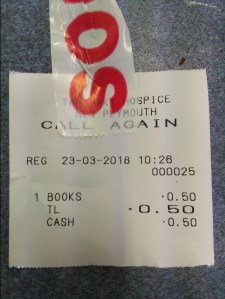 SOS
HOSPICE
PLYMOUTH
CALL AGAIN
REG 23-03-2018 10:26
000025
1 BOOKS ·0.50
TL ·0.50
CASH ·0.50